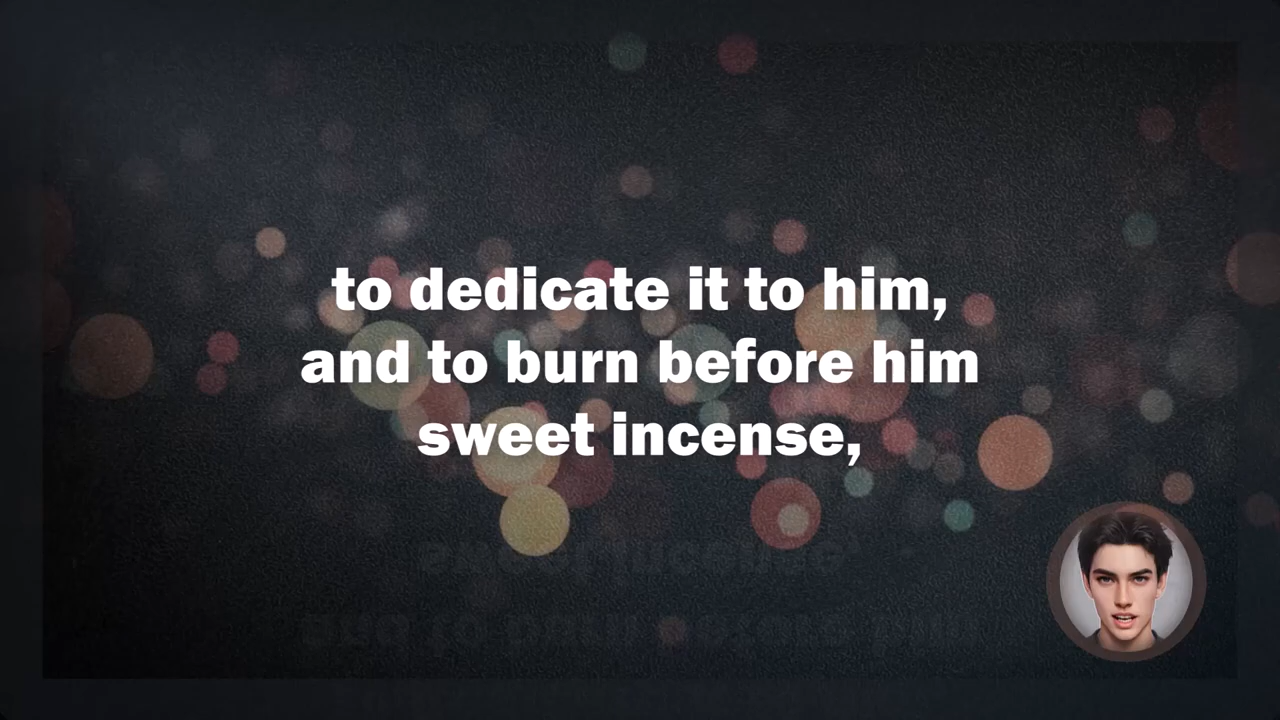 to dedicate it to him,
and to burn before him
sweet incense,